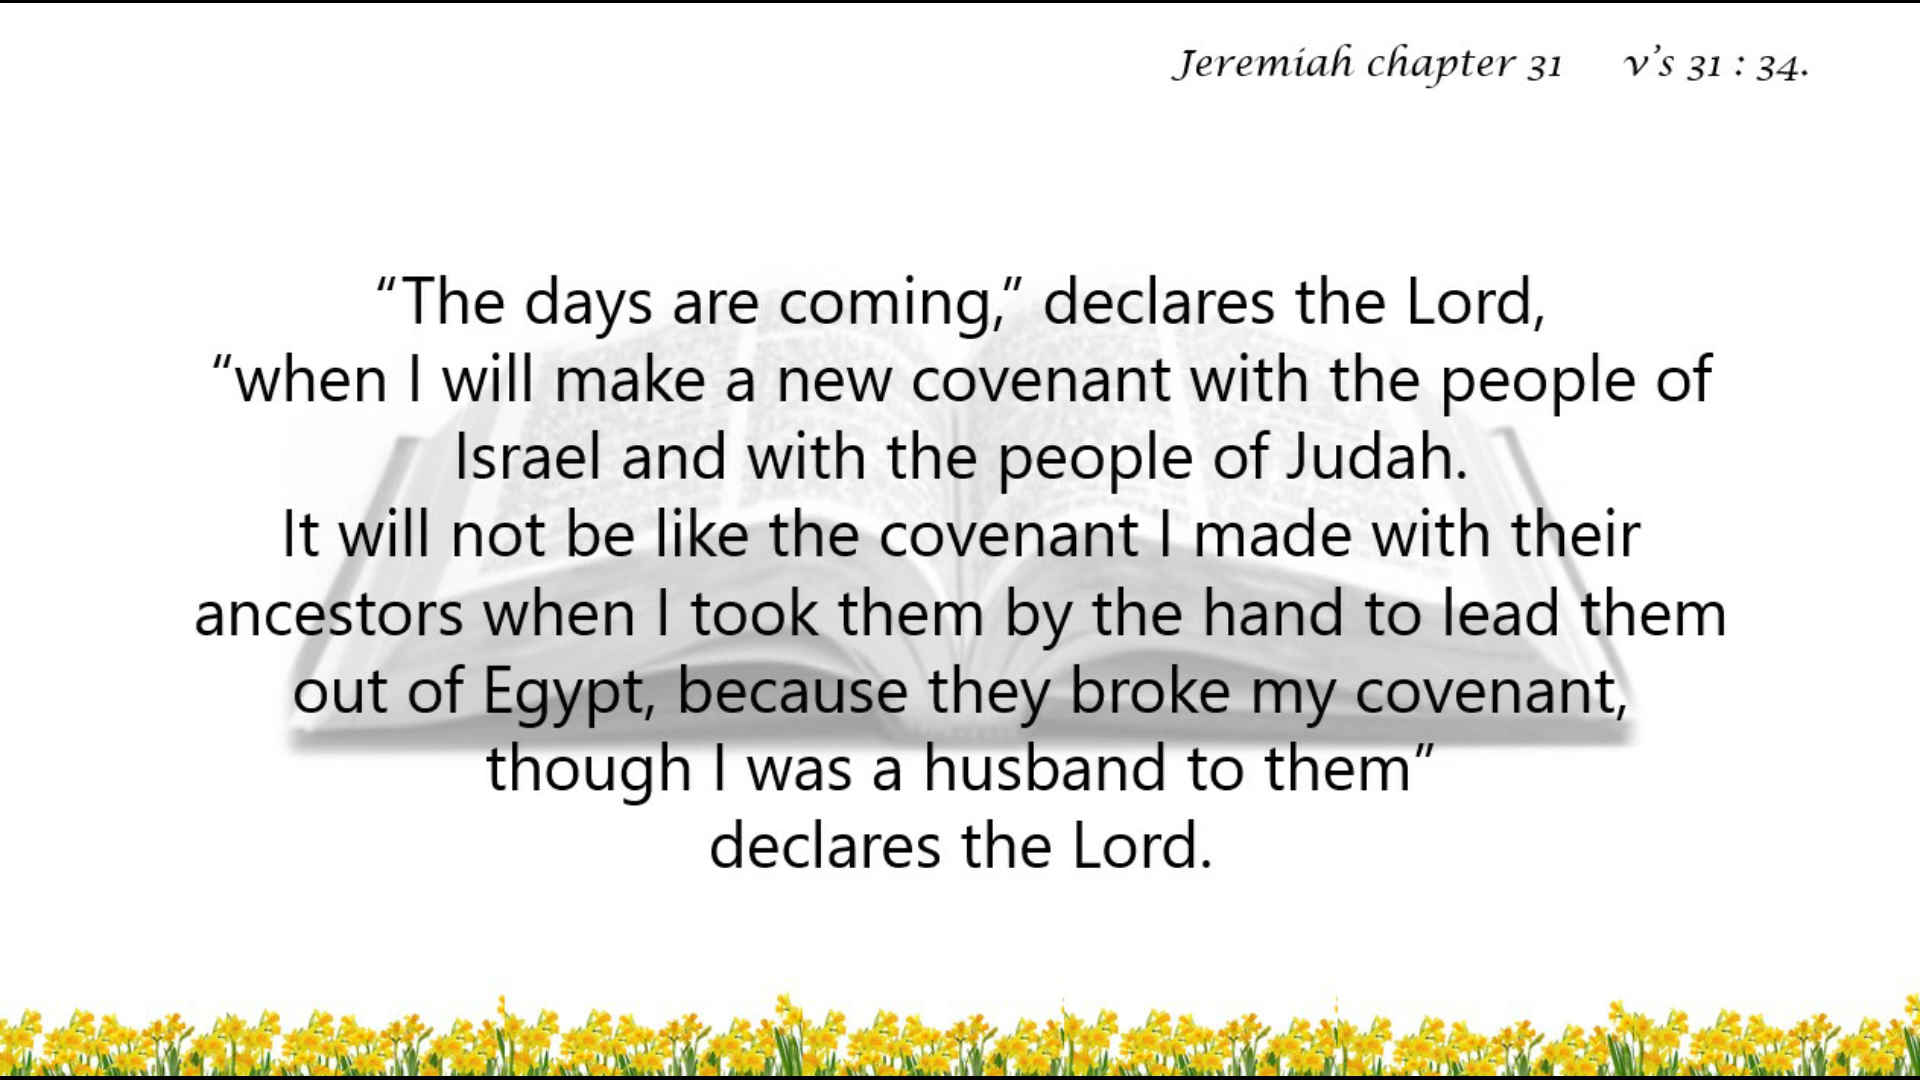 Jeremiah chapter 31 v’s 31 : 34.
“The days are coming,” declares the Lord,
“when I will make a new covenant with the people of
Israel and with the people of Judah.
It will not be like the covenant I made with their
ancestors when I took them by the hand to lead them
out of Egypt, because they broke my covenant,
though I was a husband to them”
declares the Lord.